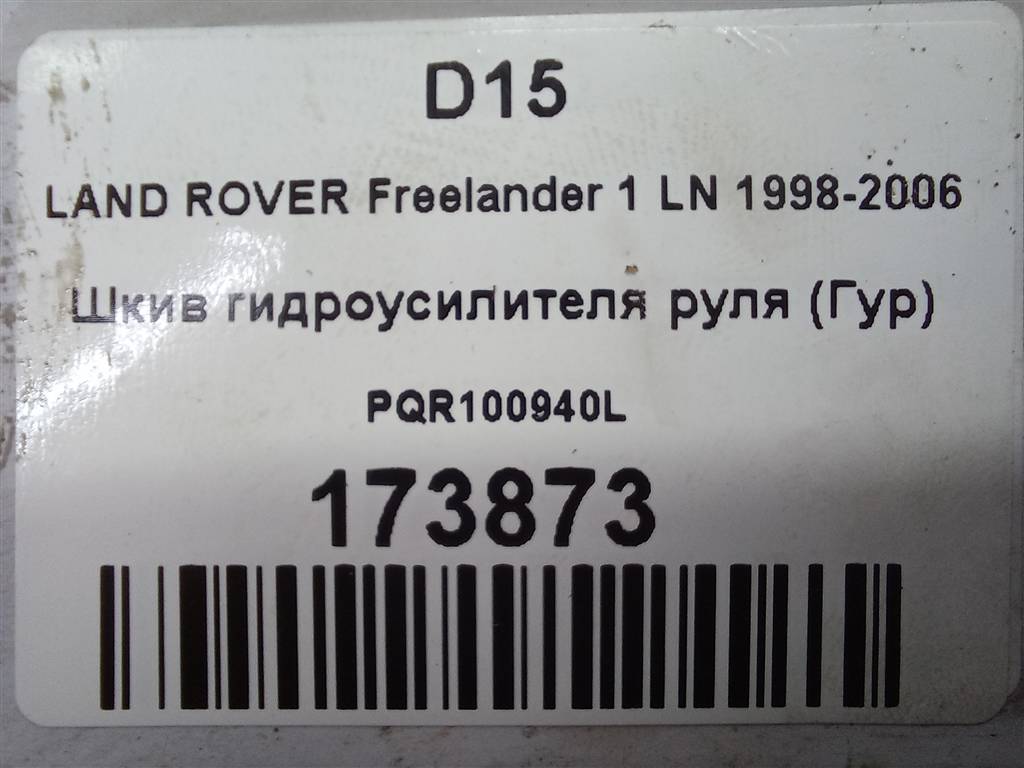 D15
LAND ROVER Freelander 1 LN 1998-2006
Шкив гидроусилителя руля (Гур)
PQR100940L
173873